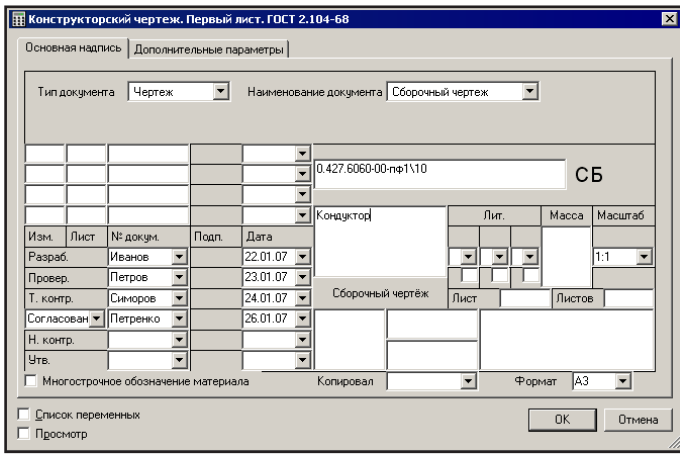 Конструкторский чертеж. Первый лист. ГОСТ 2.104-68
Основная надпись Дополнительные параметры
Тип документа Чертеж Наименование документа Сборочный чертеж
0.427.6060-00-пф1\10 СБ
Кондуктор Лит. Масса Масштаб
Изм. Лист № докум. Подп. Дата
Разраб. Иванов 22.01.07 1:1
Провер. Петров 23.01.07
Т. контр. Симоров 24.01.07 Сборочный чертёж Лист Листов
Согласован Петренко 26.01.07
Н. контр.
Утв.
Многострочное обозначение материала Копировал Формат А3
Список переменных
Просмотр
OK Отмена